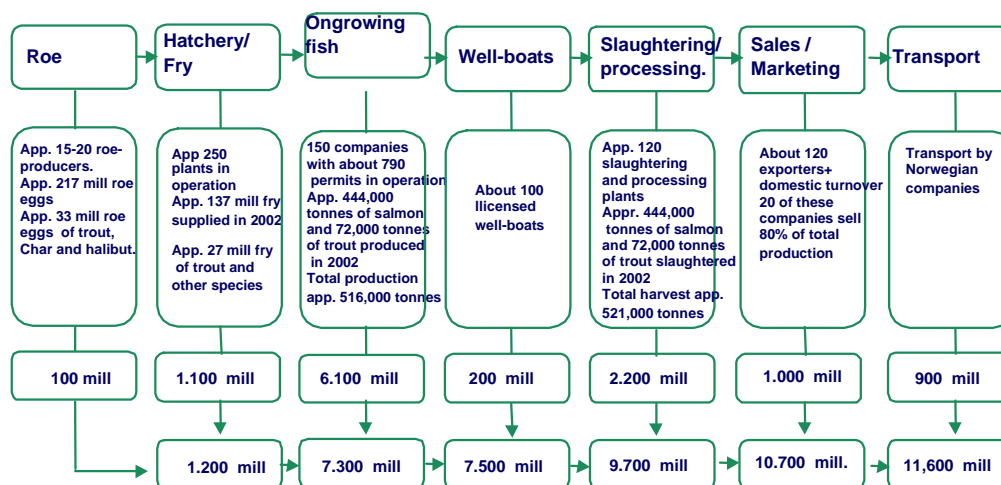 Roe
Hatchery/
Fry
Ongrowing
fish
Well-boats
Slaughtering/
processing.
Sales /
Marketing
Transport
App. 15-20 roe-
producers.
App. 217 mill roe
eggs
App. 33 mill roe
eggs of trout,
Char and halibut.
App 250
plants in
operation
App. 137 mill fry
supplied in 2002
App. 27 mill fry
of trout and
other species
150 companies
with about 790
permits in operation
App. 444,000
tonnes of salmon
and 72,000 tonnes
of trout produced
in 2002
Total production
app. 516,000 tonnes
About 100
llicensed
well-boats
App. 120
slaughtering
and processing
plants
Appr. 444,000
tonnes of salmon
and 72,000 tonnes
of trout slaughtered
in 2002
Total harvest app.
521,000 tonnes
About 120
exporters+
domestic turnover
20 of these
companies sell
80% of total
production
Transport by
Norwegian
companies
100 mill
1.100 mill
6.100 mill
200 mill
2.200 mill
1.000 mill
900 mill
1.200 mill
7.300 mill
7.500 mill
9.700 mill
10.700 mill.
11,600 mill